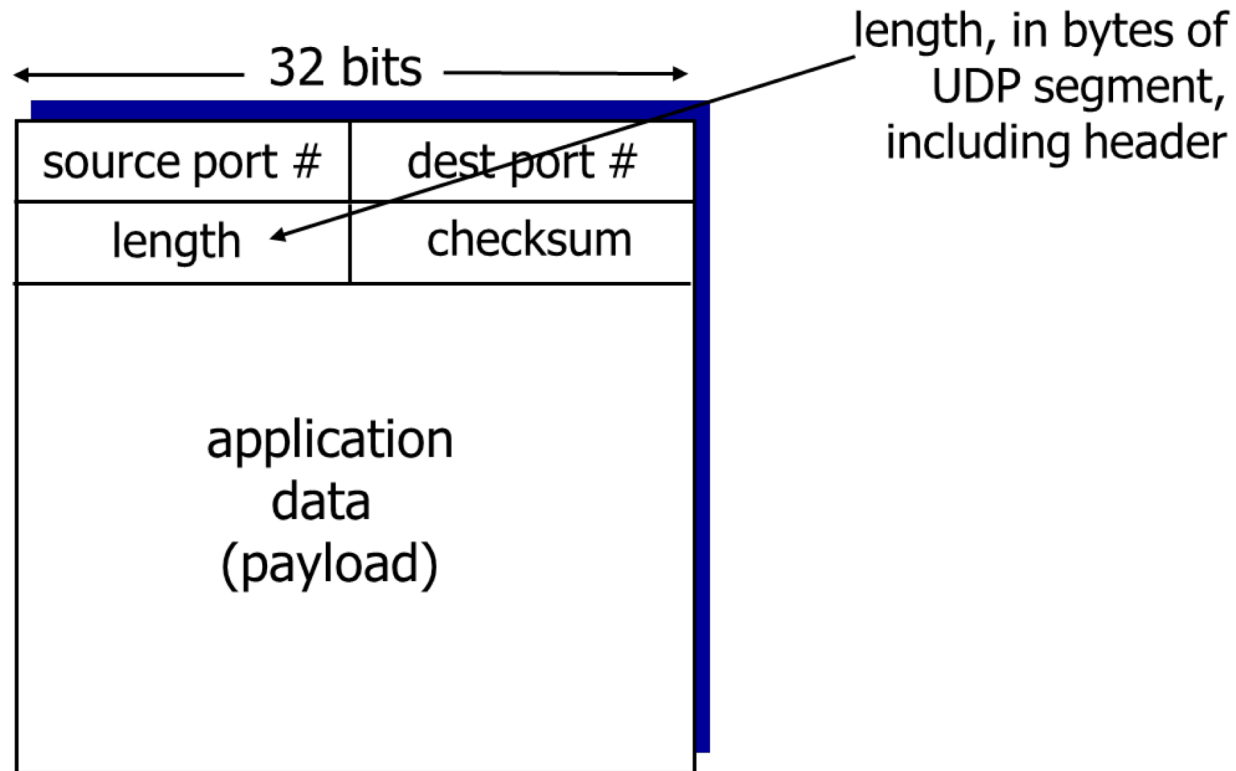 32 bits
length, in bytes of
UDP segment,
including header
source port #
dest port #
length
checksum
application
data
(payload)